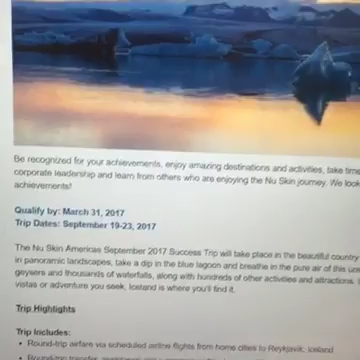 Be recognized for your achievements, enjoy amazing destinations and activities, take time
corporate leadership and learn from others who are enjoying the Nu Skin journey. We look
achievements!
Qualify by: March 31, 2017
Trip Dates: September 19-23, 2017
The Nu Skin Americas September 2017 Success Trip will take place in the beautiful country
in panoramic landscapes, take a dip in the blue lagoon and breathe in the pure air of this
geysers and thousands of waterfalls, along with hundreds of other activities and attractions.
vistas or adventure you seek, Iceland is where you'll find it.
Trip Highlights
Trip Includes:
• Round-trip airfare via scheduled airline flights from home cities to Reykjavik, Iceland
• Round-trip transfer